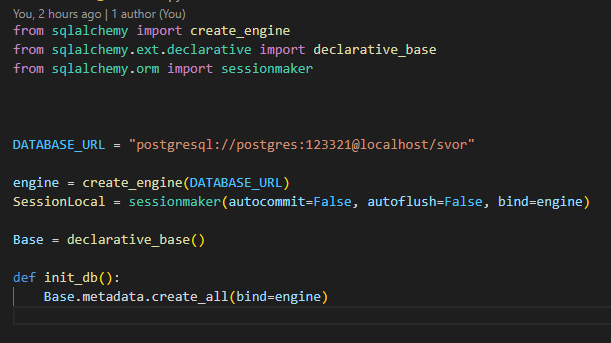 You, 2 hours ago | 1 author (You)
from sqlalchemy import create_engine
from sqlalchemy.ext.declarative import declarative_base
from sqlalchemy.orm import sessionmaker
DATABASE_URL = "postgresql://postgres:123321@localhost/svor"
engine = create_engine(DATABASE_URL)
SessionLocal = sessionmaker(autocommit=False, autoflush=False, bind=engine)
Base = declarative_base()
def init_db():
    Base.metadata.create_all(bind=engine)